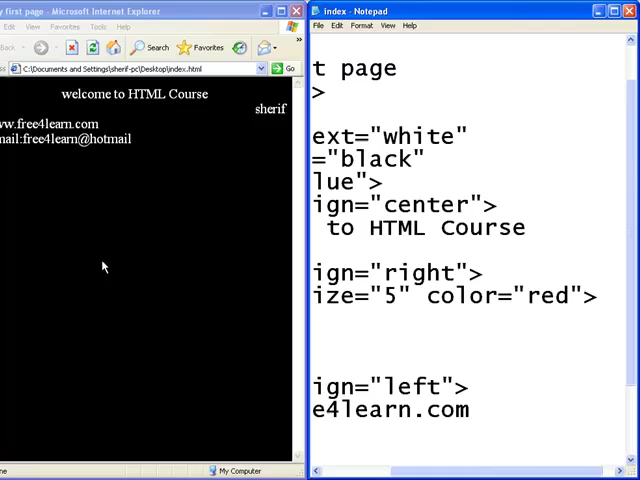 y first page - Microsoft Internet Explorer
File Edit View Favorites Tools Help
Back Search Favorites
C:\Documents and Settings\sherif-pc\Desktop\index.html Go
welcome to HTML Course
sherif
ww.free4learn.com
mail:free4learn@hotmail
My Computer
index - Notepad
File Edit Format View Help
t page
>
ext="white"
="black"
lue">
ign="center">
to HTML Course
ign="right">
ize="5" color="red">
ign="left">
e4learn.com